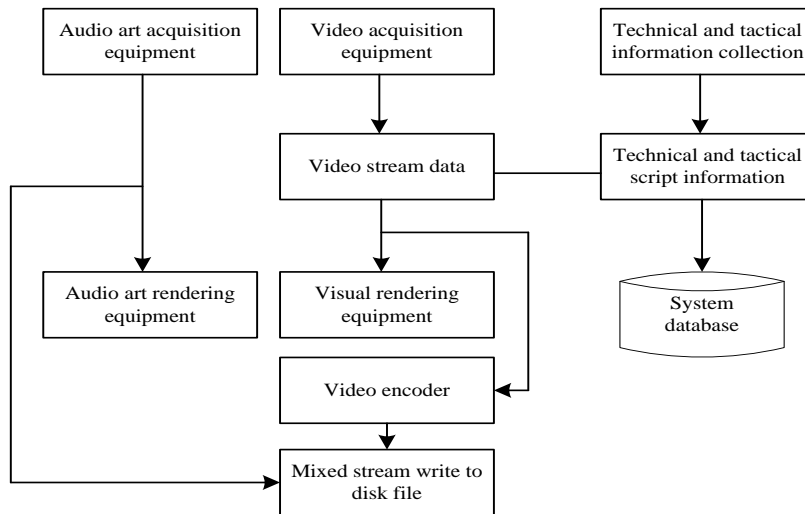 Audio art acquisition
equipment
Video acquisition
equipment
Technical and tactical
information collection
Video stream data
Technical and tactical
script information
Audio art rendering
equipment
Visual rendering
equipment
System
database
Video encoder
Mixed stream write to
disk file